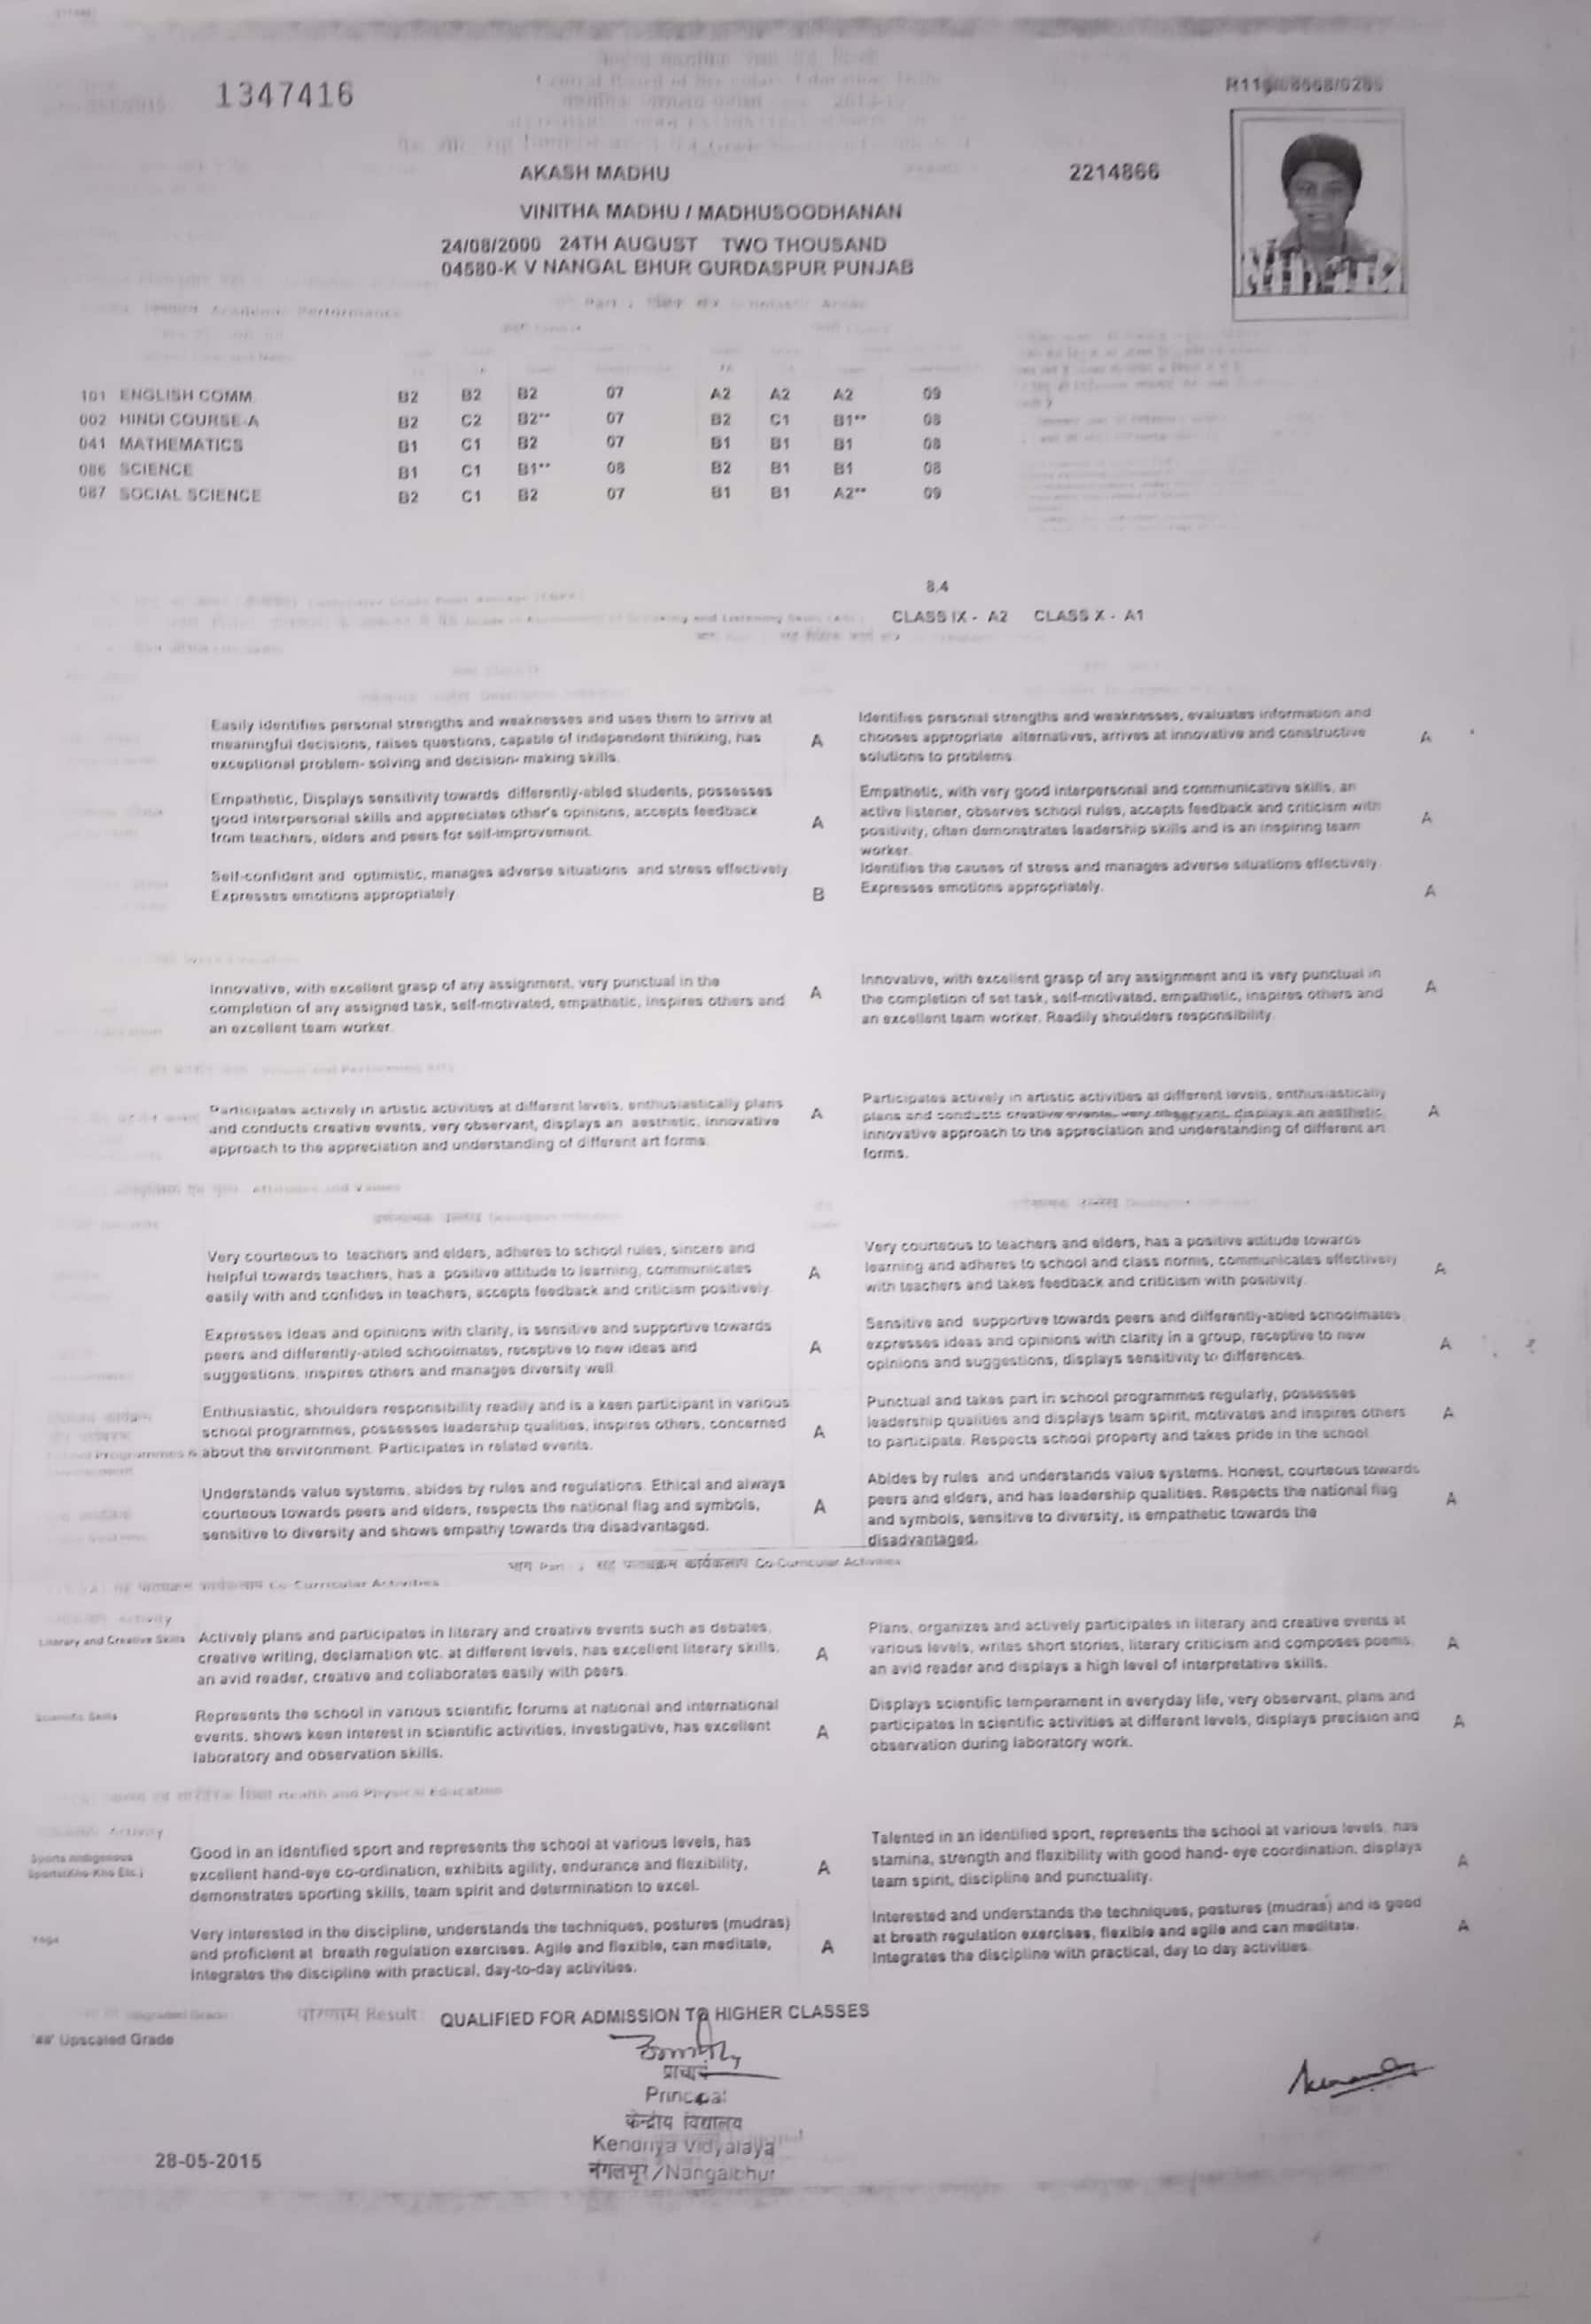 1347416
AKASH MADHU 2214866
VINITHA MADHU / MADHUSOODHANAN
24/08/2000 24TH AUGUST TWO THOUSAND
04580-K V NANGAL BHUR GURDASPUR PUNJAB
Academic Performance
101 ENGLISH COMM. B2 B2 B2 07 A2 A2 A2 09
002 HINDI COURSE-A B2 C2 B2** 07 B2 C1 B1** 08
041 MATHEMATICS B1 C1 B2 07 B1 B1 B1 08
086 SCIENCE B1 C1 B1** 08 B2 B1 B1 08
087 SOCIAL SCIENCE B2 C1 B2 07 B1 B1 A2** 09
8.4
CLASS IX - A2 CLASS X - A1
Easily identifies personal strengths and weaknesses and uses them to arrive at
meaningful decisions, raises questions, capable of independent thinking, has A
exceptional problem- solving and decision- making skills.
Identifies personal strengths and weaknesses, evaluates information and
chooses appropriate alternatives, arrives at innovative and constructive A
solutions to problems.
Empathetic, Displays sensitivity towards differently-abled students, possesses
good interpersonal skills and appreciates other's opinions, accepts feedback A
from teachers, elders and peers for self-improvement.
Empathetic, with very good interpersonal and communicative skills, an
active listener, observes school rules, accepts feedback and criticism with A
positivity, often demonstrates leadership skills and is an inspiring team
worker.
Self-confident and optimistic, manages adverse situations and stress effectively.
Expresses emotions appropriately. B
Identifies the causes of stress and manages adverse situations effectively.
Expresses emotions appropriately. A
Innovative, with excellent grasp of any assignment, very punctual in the
completion of any assigned task, self-motivated, empathetic, inspires others and A
an excellent team worker.
Innovative, with excellent grasp of any assignment and is very punctual in
the completion of set task, self-motivated, empathetic, inspires others and A
an excellent team worker. Readily shoulders responsibility.
Participates actively in artistic activities at different levels, enthusiastically plans
and conducts creative events, very observant, displays an aesthetic, innovative A
approach to the appreciation and understanding of different art forms.
Participates actively in artistic activities at different levels, enthusiastically
plans and conducts creative events, very observant, displays an aesthetic, A
innovative approach to the appreciation and understanding of different art
forms.
Attitudes and Values
Very courteous to teachers and elders, adheres to school rules, sincere and
helpful towards teachers, has a positive attitude to learning, communicates A
easily with and confides in teachers, accepts feedback and criticism positively.
Very courteous to teachers and elders, has a positive attitude towards
learning and adheres to school and class norms, communicates effectively A
with teachers and takes feedback and criticism with positivity.
Expresses ideas and opinions with clarity, is sensitive and supportive towards
peers and differently-abled schoolmates, receptive to new ideas and A
suggestions, inspires others and manages diversity well.
Sensitive and supportive towards peers and differently-abled schoolmates,
expresses ideas and opinions with clarity in a group, receptive to new A
opinions and suggestions, displays sensitivity to differences.
Enthusiastic, shoulders responsibility readily and is a keen participant in various
school programmes, possesses leadership qualities, inspires others, concerned A
about the environment. Participates in related events.
Punctual and takes part in school programmes regularly, possesses
leadership qualities and displays team spirit, motivates and inspires others A
to participate. Respects school property and takes pride in the school.
Understands value systems, abides by rules and regulations. Ethical and always
courteous towards peers and elders, respects the national flag and symbols, A
sensitive to diversity and shows empathy towards the disadvantaged.
Abides by rules and understands value systems. Honest, courteous towards
peers and elders, and has leadership qualities. Respects the national flag A
and symbols, sensitive to diversity, is empathetic towards the
disadvantaged.
भाग Part सह पाठ्यक्रम कार्यकलाप Co-Curricular Activities
Co-Curricular Activities
Activity
Literary and Creative Skills Actively plans and participates in literary and creative events such as debates,
creative writing, declamation etc. at different levels, has excellent literary skills, A
an avid reader, creative and collaborates easily with peers.
Plans, organizes and actively participates in literary and creative events at
various levels, writes short stories, literary criticism and composes poems, A
an avid reader and displays a high level of interpretative skills.
Scientific Skills Represents the school in various scientific forums at national and international
events, shows keen interest in scientific activities, investigative, has excellent A
laboratory and observation skills.
Displays scientific temperament in everyday life, very observant, plans and
participates in scientific activities at different levels, displays precision and A
observation during laboratory work.
Health and Physical Education
Activity
Sports Indigenous
Sports(Kho-Kho Etc.)
Good in an identified sport and represents the school at various levels, has
excellent hand-eye co-ordination, exhibits agility, endurance and flexibility, A
demonstrates sporting skills, team spirit and determination to excel.
Talented in an identified sport, represents the school at various levels, has
stamina, strength and flexibility with good hand- eye coordination, displays A
team spirit, discipline and punctuality.
Yoga Very interested in the discipline, understands the techniques, postures (mudras)
and proficient at breath regulation exercises. Agile and flexible, can meditate, A
Integrates the discipline with practical, day-to-day activities.
Interested and understands the techniques, postures (mudras) and is good
at breath regulation exercises, flexible and agile and can meditate. A
Integrates the discipline with practical, day to day activities.
परिणाम Result QUALIFIED FOR ADMISSION TO HIGHER CLASSES
'##' Upscaled Grade
प्राचार्य
Principal
केन्द्रीय विद्यालय
Kendriya Vidyalaya
नंगलभूर/Nangalbhur
28-05-2015